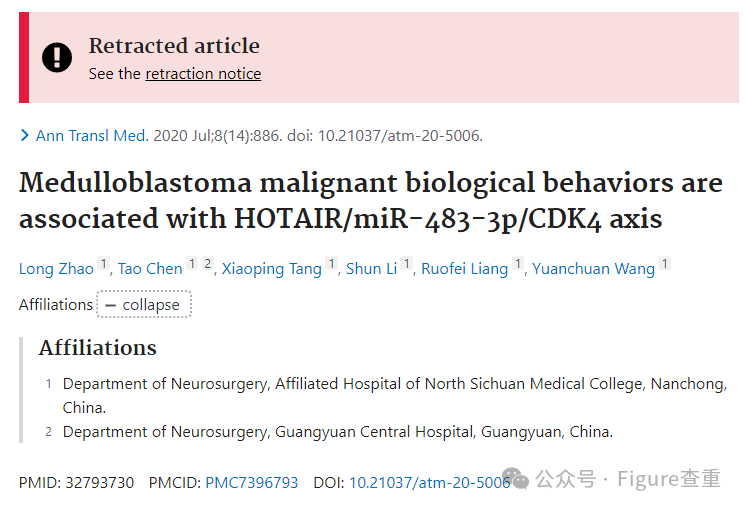 Retracted article
See the retraction notice
Ann Transl Med. 2020 Jul;8(14):886. doi: 10.21037/atm-20-5006.
Medulloblastoma malignant biological behaviors are
associated with HOTAIR/miR-483-3p/CDK4 axis
Long Zhao 1, Tao Chen 1 2, Xiaoping Tang 1, Shun Li 1, Ruofei Liang 1, Yuanchuan Wang 1
Affiliations — collapse
Affiliations
1 Department of Neurosurgery, Affiliated Hospital of North Sichuan Medical College, Nanchong,
China.
2 Department of Neurosurgery, Guangyuan Central Hospital, Guangyuan, China.
PMID: 32793730 PMCID: PMC7396793 DOI: 10.21037/atm-20-5006
公众号 · Figure查重